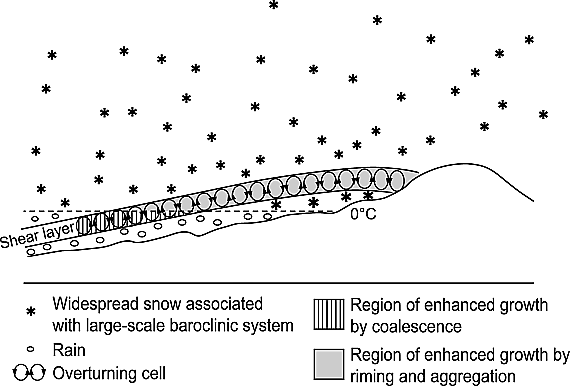 0°C
Shear layer
Widespread snow associated
with large-scale baroclinic system
Rain
Overturning cell
Region of enhanced growth
by coalescence
Region of enhanced growth by
riming and aggregation